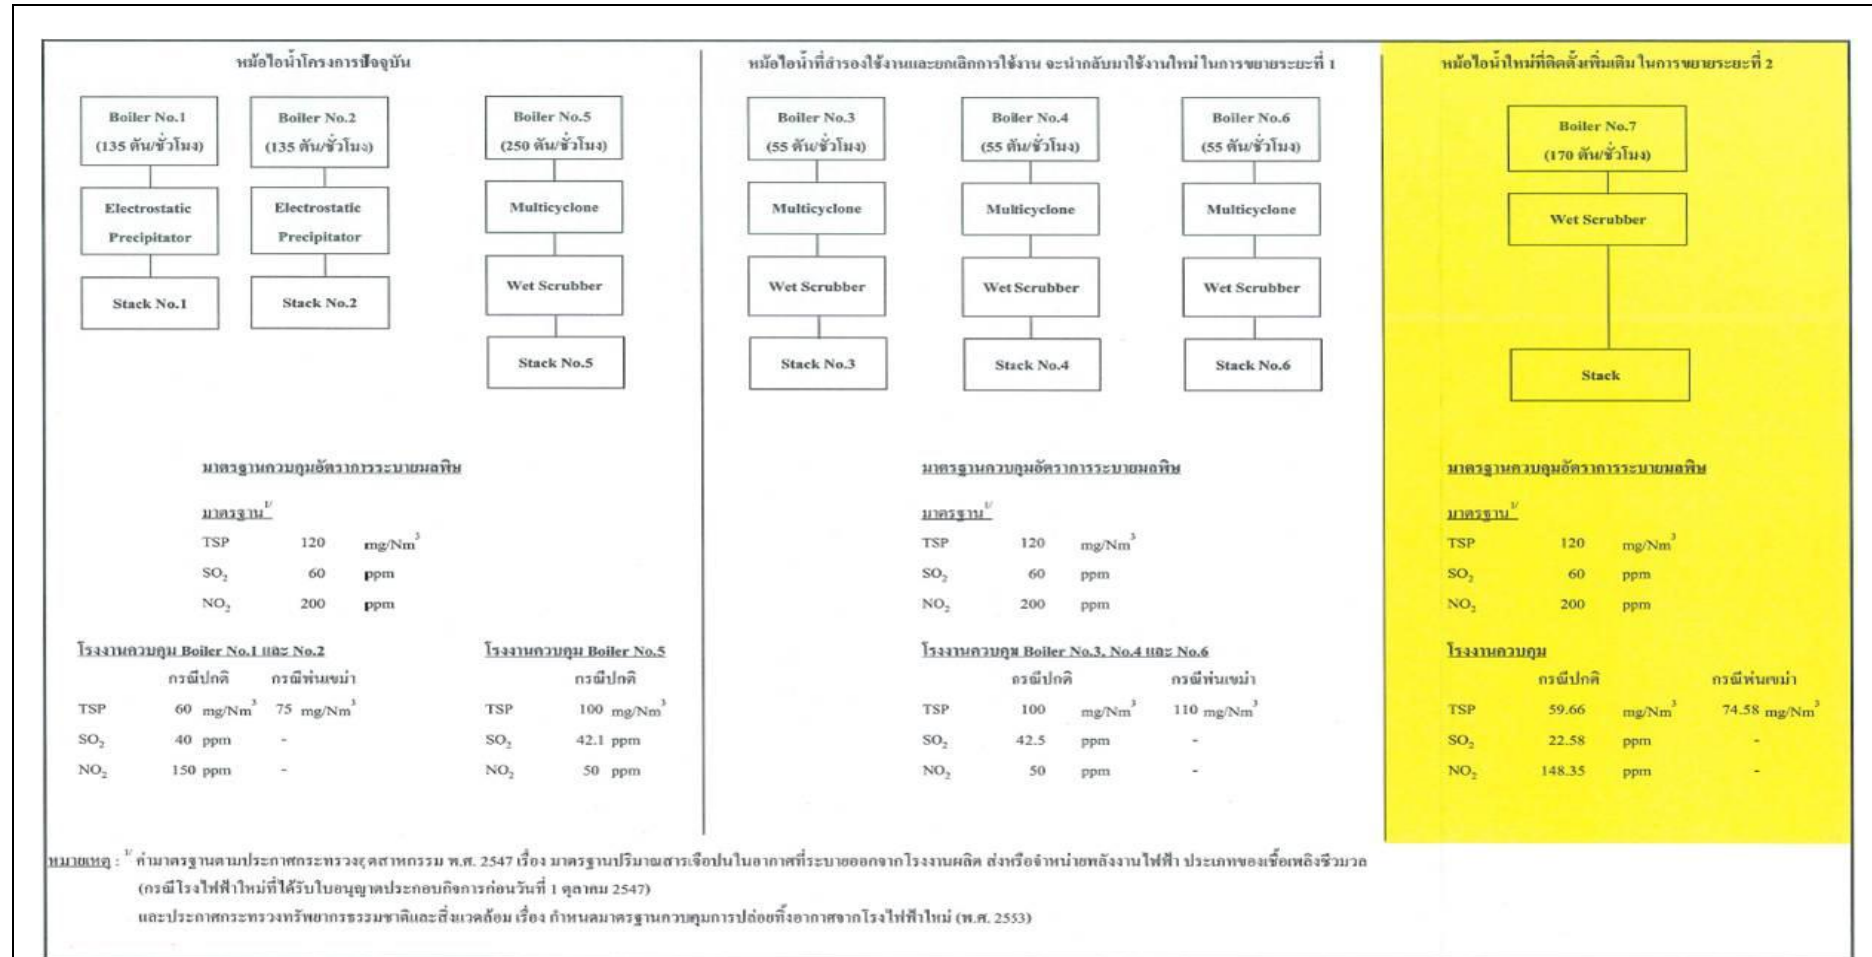 หม้อไอน้ำโครงการปัจจุบัน
Boiler No.1
(135 ตัน/ชั่วโมง)
Electrostatic
Precipitator
Stack No.1
Boiler No.2
(135 ตัน/ชั่วโมง)
Electrostatic
Precipitator
Stack No.2
Boiler No.5
(250 ตัน/ชั่วโมง)
Multicyclone
Wet Scrubber
Stack No.5
มาตรฐานควบคุมอัตราการระบายมลพิษ
มาตรฐาน 1/
TSP 120 mg/Nm3
SO2 60 ppm
NO2 200 ppm
โรงงานควบคุม Boiler No.1 และ No.2
กรณีปกติ กรณีพ่นเขม่า
TSP 60 mg/Nm3 75 mg/Nm3
SO2 40 ppm -
NO2 150 ppm -
โรงงานควบคุม Boiler No.5
กรณีปกติ
TSP 100 mg/Nm3
SO2 42.1 ppm
NO2 50 ppm
หม้อไอน้ำที่สำรองใช้งานและยกเลิกการใช้งาน จะนำกลับมาใช้งานใหม่ ในการขยายระยะที่ 1
Boiler No.3
(55 ตัน/ชั่วโมง)
Multicyclone
Wet Scrubber
Stack No.3
Boiler No.4
(55 ตัน/ชั่วโมง)
Multicyclone
Wet Scrubber
Stack No.4
Boiler No.6
(55 ตัน/ชั่วโมง)
Multicyclone
Wet Scrubber
Stack No.6
มาตรฐานควบคุมอัตราการระบายมลพิษ
มาตรฐาน 1/
TSP 120 mg/Nm3
SO2 60 ppm
NO2 200 ppm
โรงงานควบคุม Boiler No.3, No.4 และ No.6
กรณีปกติ กรณีพ่นเขม่า
TSP 100 mg/Nm3 110 mg/Nm3
SO2 42.5 ppm -
NO2 50 ppm -
หม้อไอน้ำใหม่ที่ติดตั้งเพิ่มเติม ในการขยายระยะที่ 2
Boiler No.7
(170 ตัน/ชั่วโมง)
Wet Scrubber
Stack
มาตรฐานควบคุมอัตราการระบายมลพิษ
มาตรฐาน 1/
TSP 120 mg/Nm3
SO2 60 ppm
NO2 200 ppm
โรงงานควบคุม
กรณีปกติ กรณีพ่นเขม่า
TSP 59.66 mg/Nm3 74.58 mg/Nm3
SO2 22.58 ppm -
NO2 148.35 ppm -
หมายเหตุ : 1/ ค่ามาตรฐานตามประกาศกระทรวงอุตสาหกรรม พ.ศ. 2547 เรื่อง มาตรฐานปริมาณสารเจือปนในอากาศที่ระบายออกจากโรงงานผลิต ส่งหรือจำหน่ายพลังงานไฟฟ้า ประเภทของเชื้อเพลิงชีวมวล
(กรณีโรงไฟฟ้าใหม่ที่ได้รับใบอนุญาตประกอบกิจการก่อนวันที่ 1 ตุลาคม 2547)
และประกาศกระทรวงทรัพยากรธรรมชาติและสิ่งแวดล้อม เรื่อง กำหนดมาตรฐานควบคุมการปล่อยทิ้งอากาศจากโรงไฟฟ้าใหม่ (พ.ศ. 2553)